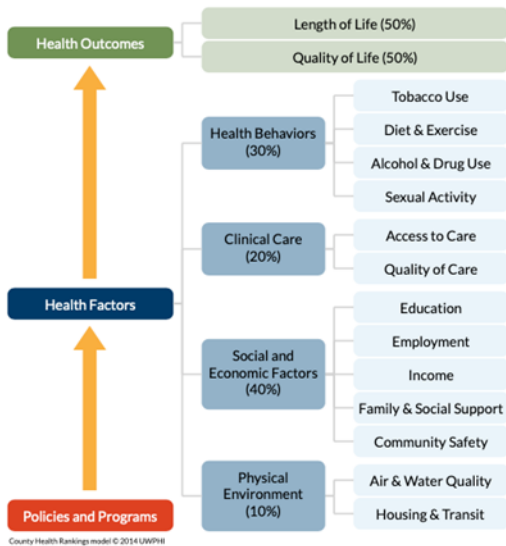 Health Outcomes
Length of Life (50%)
Quality of Life (50%)
Health Factors
Health Behaviors
(30%)
Tobacco Use
Diet & Exercise
Alcohol & Drug Use
Sexual Activity
Clinical Care
(20%)
Access to Care
Quality of Care
Social and
Economic Factors
(40%)
Education
Employment
Income
Family & Social Support
Community Safety
Physical
Environment
(10%)
Air & Water Quality
Housing & Transit
Policies and Programs
County Health Rankings model © 2014 UWPHI